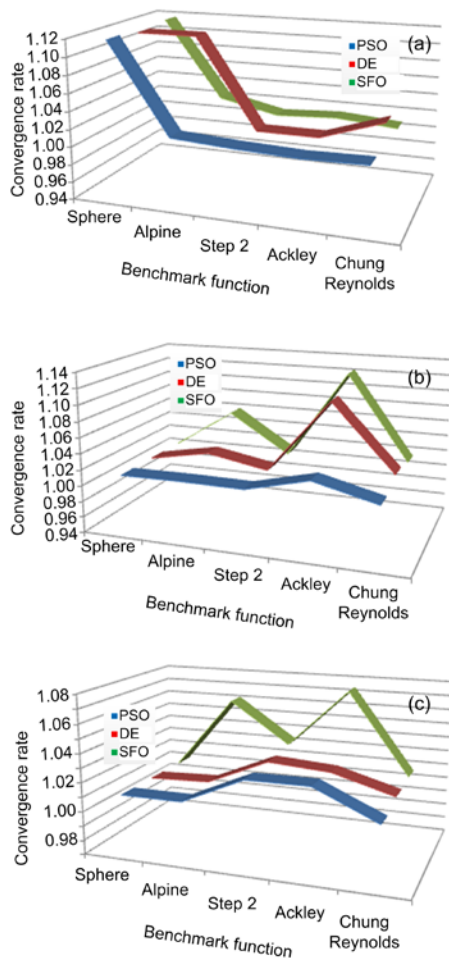 (a)
PSO
DE
SFO
Convergence rate
1.12
1.10
1.08
1.06
1.04
1.02
1.00
0.98
0.96
0.94
Sphere
Alpine
Step 2
Ackley
Chung
Reynolds
Benchmark function
(b)
PSO
DE
SFO
Convergence rate
1.14
1.12
1.10
1.08
1.06
1.04
1.02
1.00
0.98
0.96
0.94
Sphere
Alpine
Step 2
Ackley
Chung
Reynolds
Benchmark function
(c)
PSO
DE
SFO
Convergence rate
1.08
1.06
1.04
1.02
1.00
0.98
Sphere
Alpine
Step 2
Ackley
Chung
Reynolds
Benchmark function